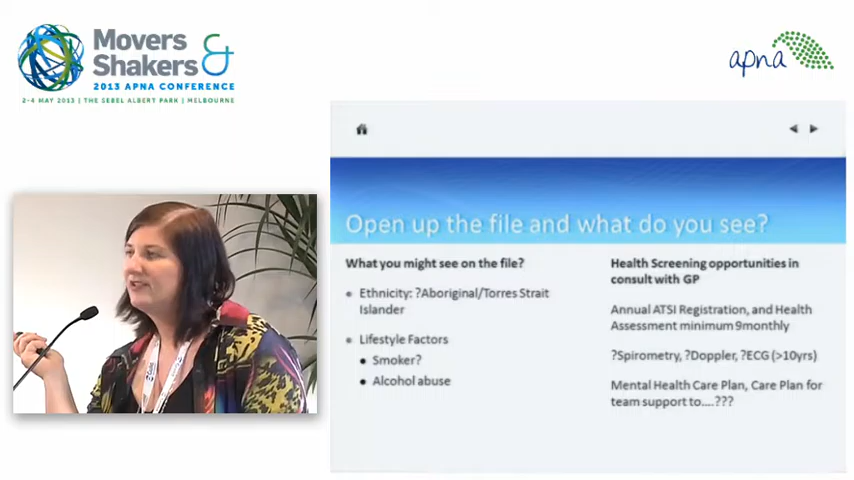 Movers
Shakers &
2013 APNA CONFERENCE
2-4 MAY 2013 | THE SEBEL ALBERT PARK | MELBOURNE
apna
Open up the file and what do you see?
What you might see on the file?
Ethnicity: ?Aboriginal/Torres Strait
Islander
Lifestyle Factors
Smoker?
Alcohol abuse
Health Screening opportunities in
consult with GP
Annual ATSI Registration, and Health
Assessment minimum 9monthly
?Spirometry, ?Doppler, ?ECG (>10yrs)
Mental Health Care Plan, Care Plan for
team support to....???